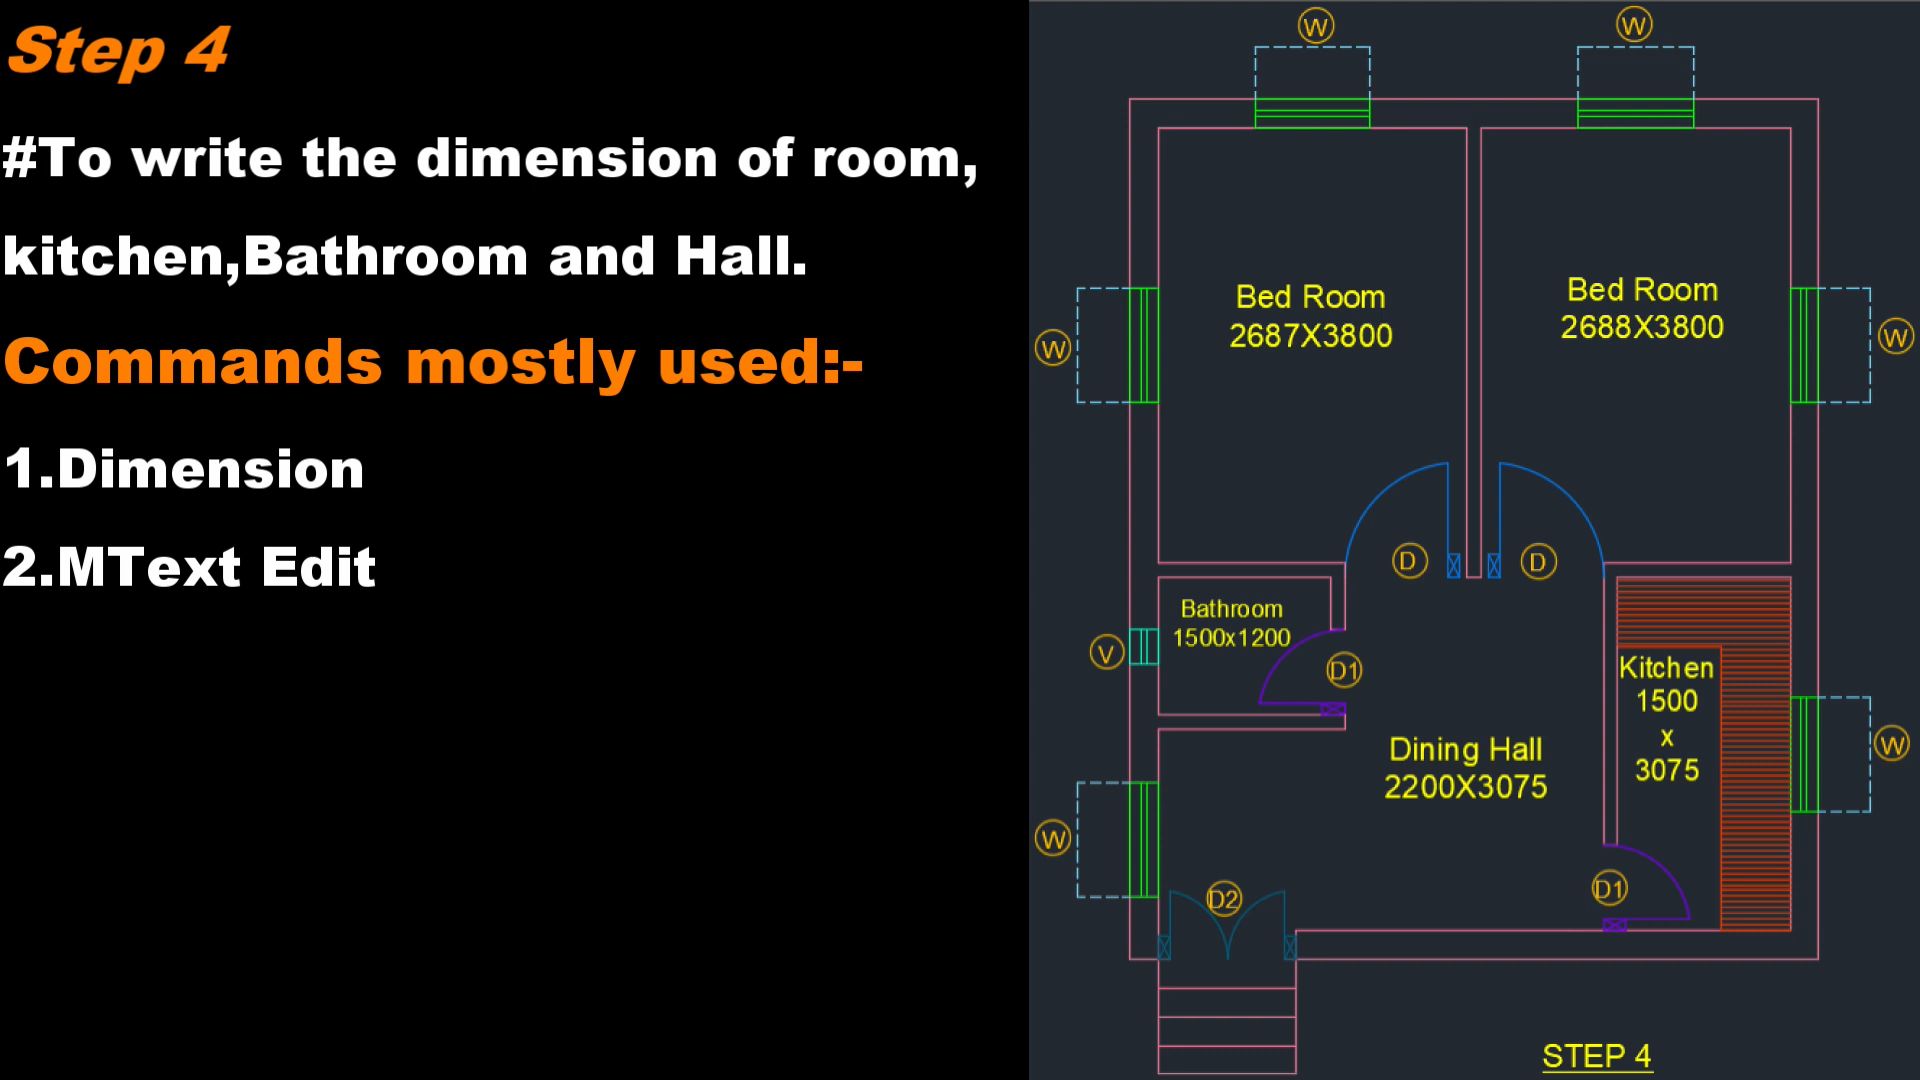 Step 4
#To write the dimension of room,
kitchen,Bathroom and Hall.
Commands mostly used:-
1.Dimension
2.MText Edit
W
W
Bed Room
2687X3800
Bed Room
2688X3800
W
W
D
D
Bathroom
1500x1200
V
D1
Kitchen
1500
x
3075
Dining Hall
2200X3075
W
W
D1
D2
STEP 4